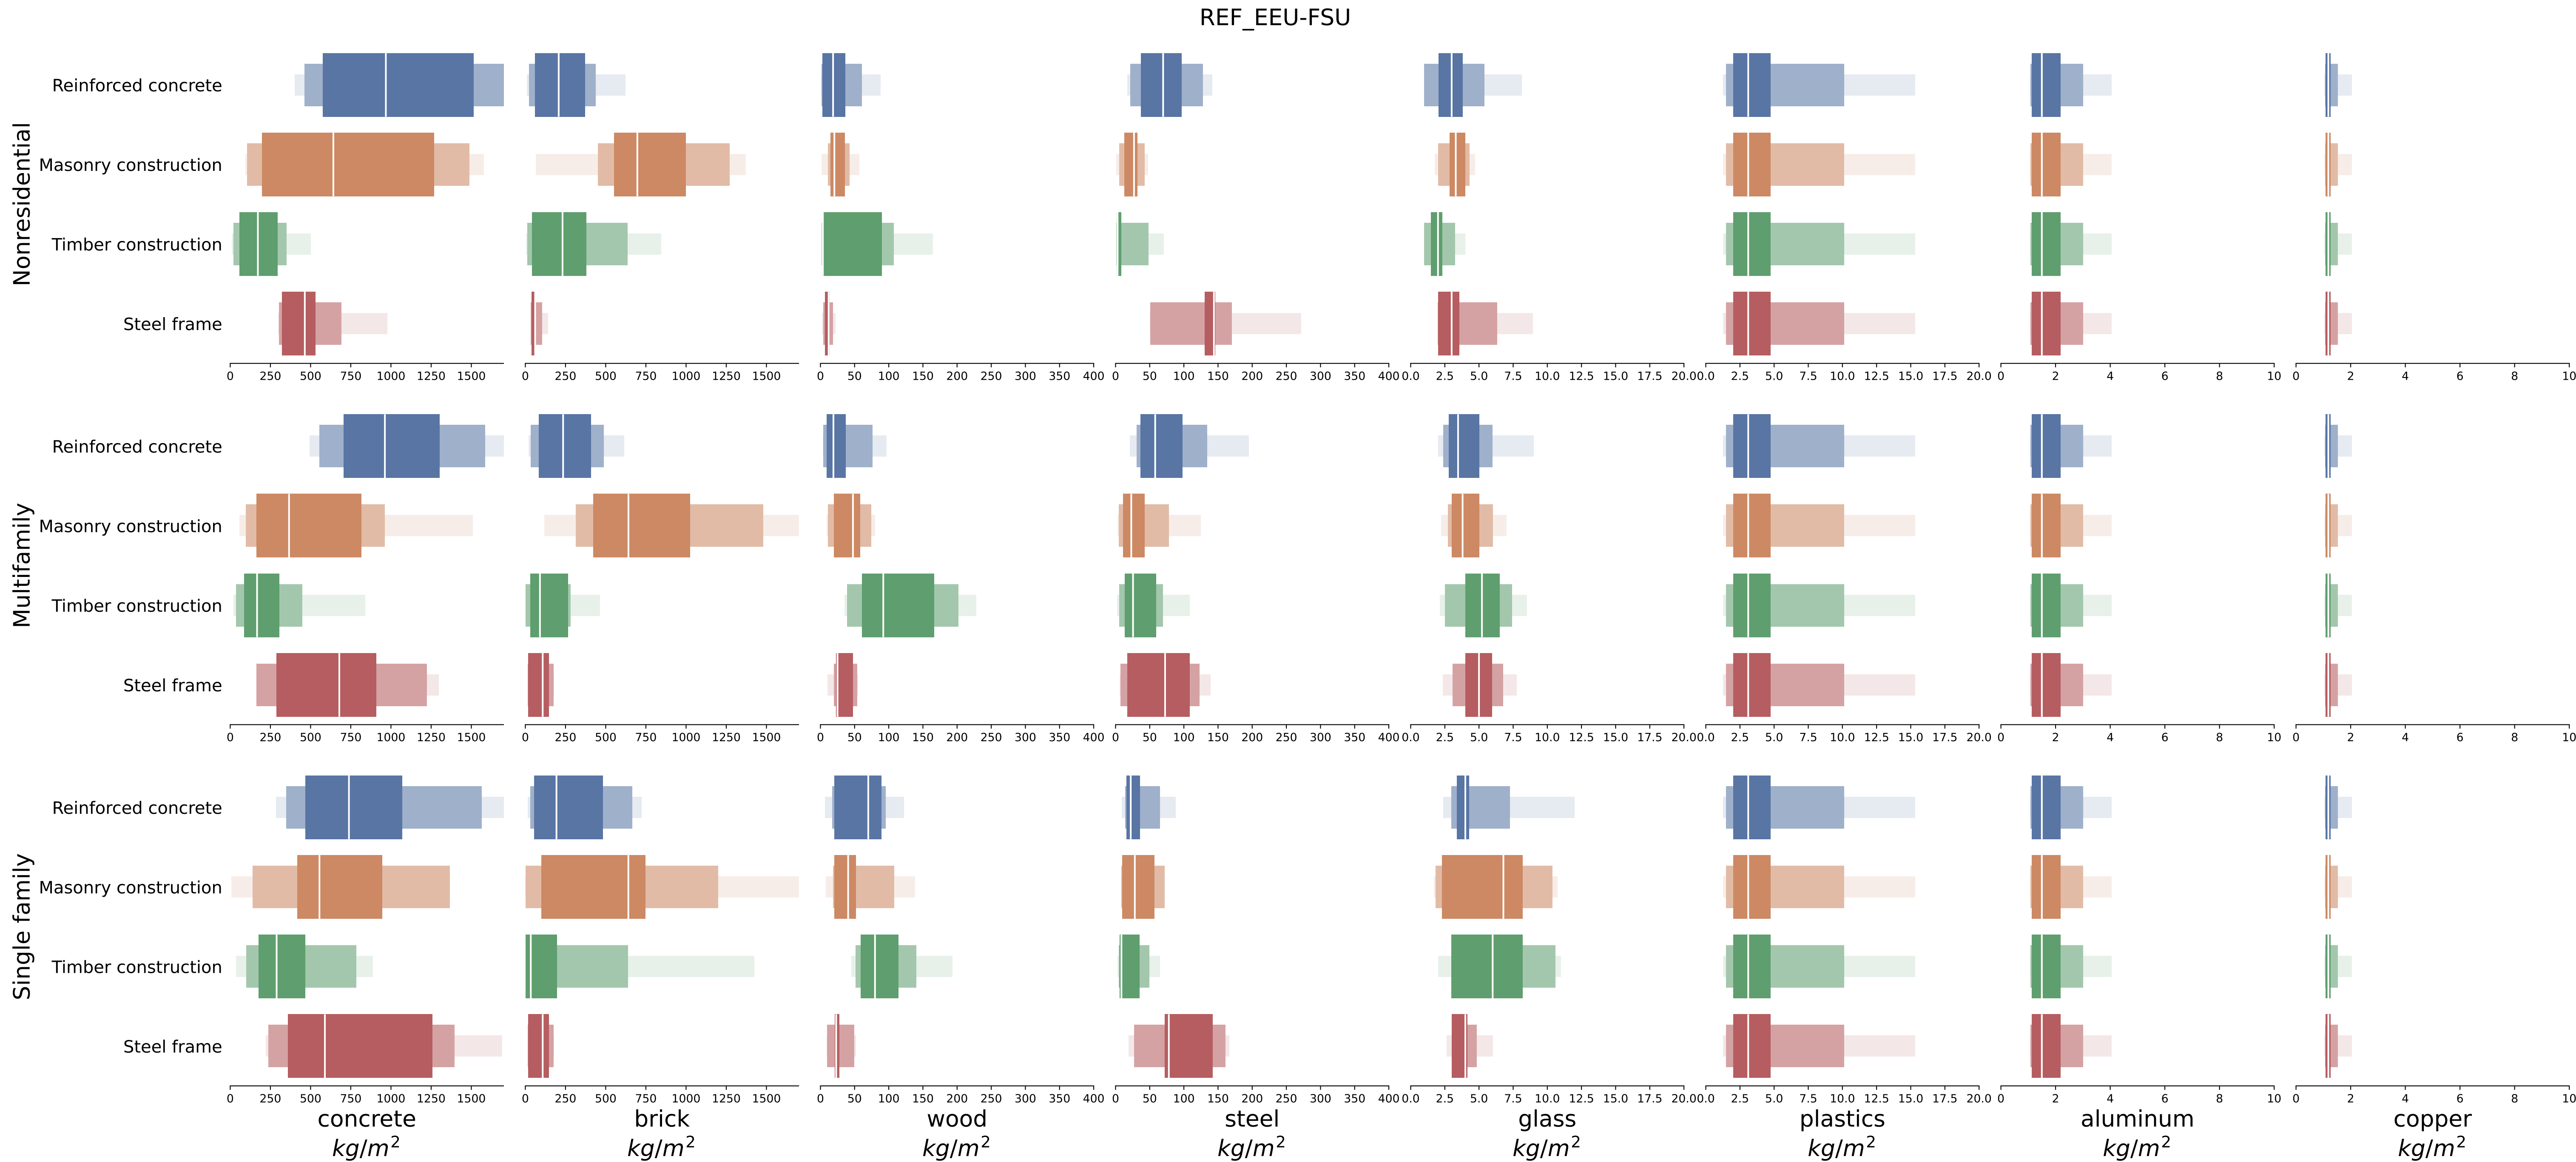 REF_EEU-FSU
Nonresidential
Reinforced concrete
Masonry construction
Timber construction
Steel frame
0 250 500 750 1000 1250 1500
0 250 500 750 1000 1250 1500
0 50 100 150 200 250 300 350 400
0 50 100 150 200 250 300 350 400
0.0 2.5 5.0 7.5 10.0 12.5 15.0 17.5 20.0
0.0 2.5 5.0 7.5 10.0 12.5 15.0 17.5 20.0
0 2 4 6 8 10
0 2 4 6 8 10
Multifamily
Reinforced concrete
Masonry construction
Timber construction
Steel frame
0 250 500 750 1000 1250 1500
0 250 500 750 1000 1250 1500
0 50 100 150 200 250 300 350 400
0 50 100 150 200 250 300 350 400
0.0 2.5 5.0 7.5 10.0 12.5 15.0 17.5 20.0
0.0 2.5 5.0 7.5 10.0 12.5 15.0 17.5 20.0
0 2 4 6 8 10
0 2 4 6 8 10
Single family
Reinforced concrete
Masonry construction
Timber construction
Steel frame
0 250 500 750 1000 1250 1500
0 250 500 750 1000 1250 1500
0 50 100 150 200 250 300 350 400
0 50 100 150 200 250 300 350 400
0.0 2.5 5.0 7.5 10.0 12.5 15.0 17.5 20.0
0.0 2.5 5.0 7.5 10.0 12.5 15.0 17.5 20.0
0 2 4 6 8 10
0 2 4 6 8 10
concrete
kg/m²
brick
kg/m²
wood
kg/m²
steel
kg/m²
glass
kg/m²
plastics
kg/m²
aluminum
kg/m²
copper
kg/m²